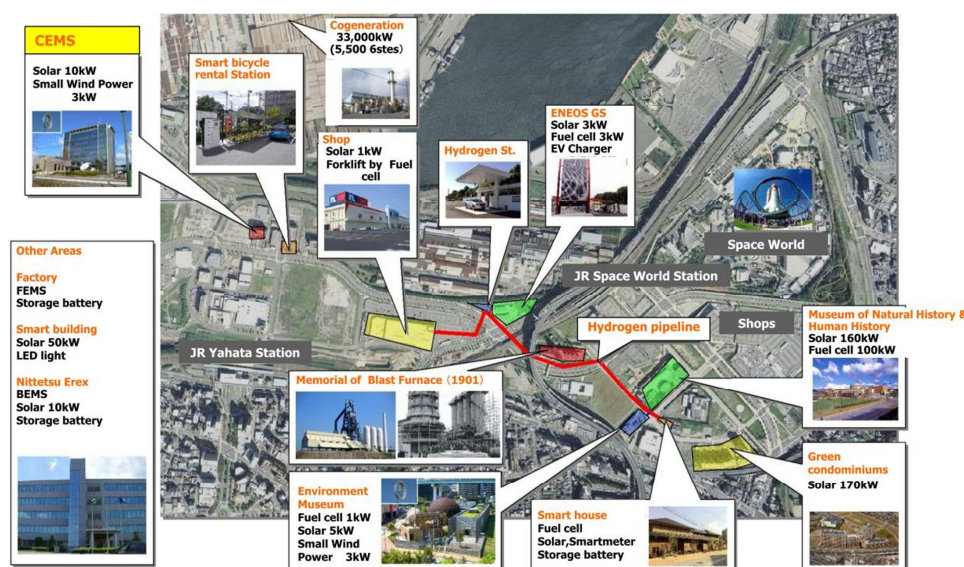 CEMS
Solar 10kW
Small Wind Power
3kW
Smart bicycle
rental Station
Cogeneration
33,000kW
(5,500 6stes)
Shop
Solar 1kW
Forklift by Fuel
cell
Hydrogen St.
ENEOS GS
Solar 3kW
Fuel cell 3kW
EV Charger
Space World
JR Space World Station
Shops
Hydrogen pipeline
JR Yahata Station
Other Areas
Factory
FEMS
Storage battery
Smart building
Solar 50kW
LED light
Nittetsu Erex
BEMS
Solar 10kW
Storage battery
Memorial of Blast Furnace (1901)
Museum of Natural History &
Human History
Solar 160kW
Fuel cell 100kW
Environment
Museum
Fuel cell 1kW
Solar 5kW
Small Wind
Power 3kW
Smart house
Fuel cell
Solar,Smartmeter
Storage battery
Green
condominiums
Solar 170kW